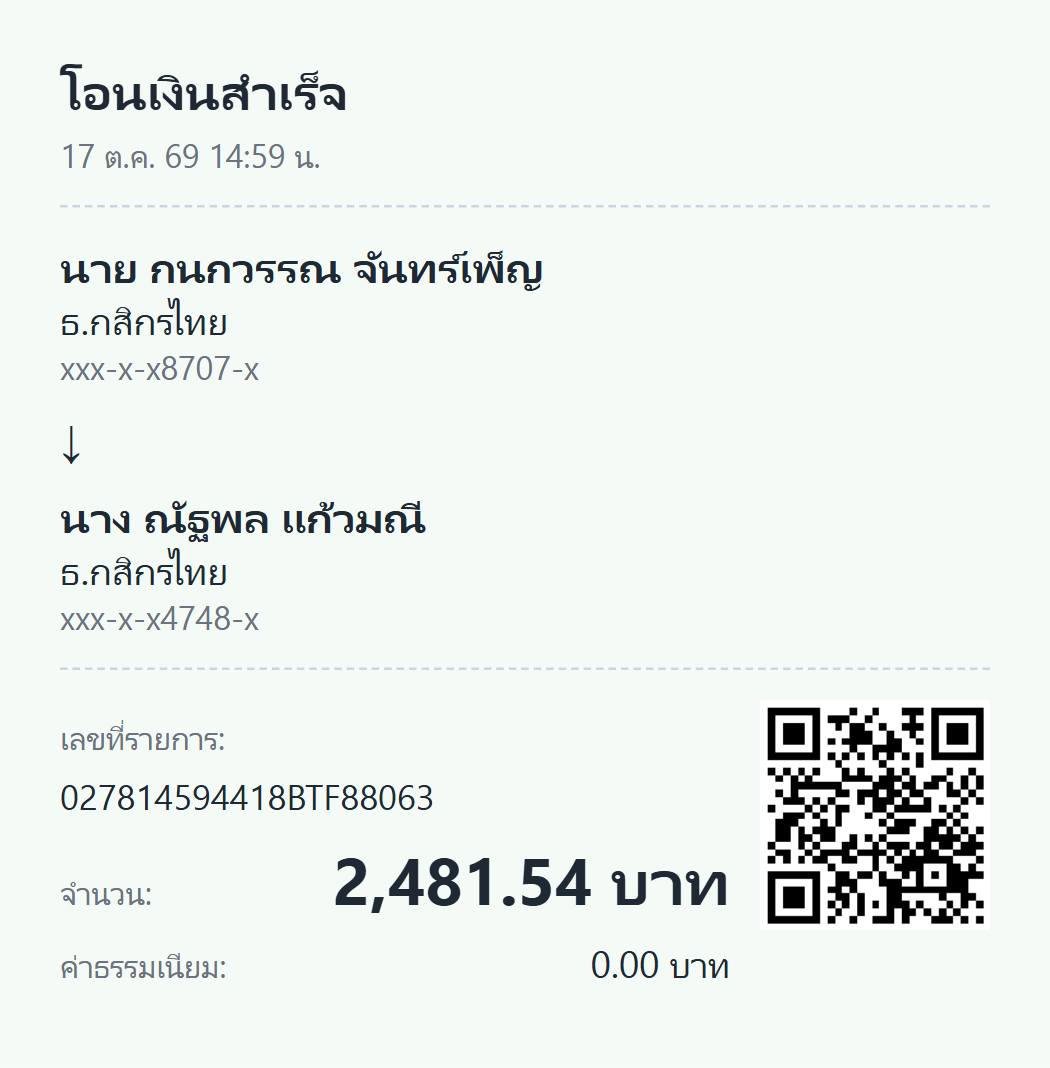 โอนเงินสำเร็จ
17 ต.ค. 69 14:59 น.
นาย กนกวรรณ จันทร์เพ็ญ
ธ.กสิกรไทย
xxx-x-x8707-x
↓
นาง ณัฐพล แก้วมณี
ธ.กสิกรไทย
xxx-x-x4748-x
เลขที่รายการ:
027814594418BTF88063
จำนวน: 2,481.54 บาท
ค่าธรรมเนียม: 0.00 บาท